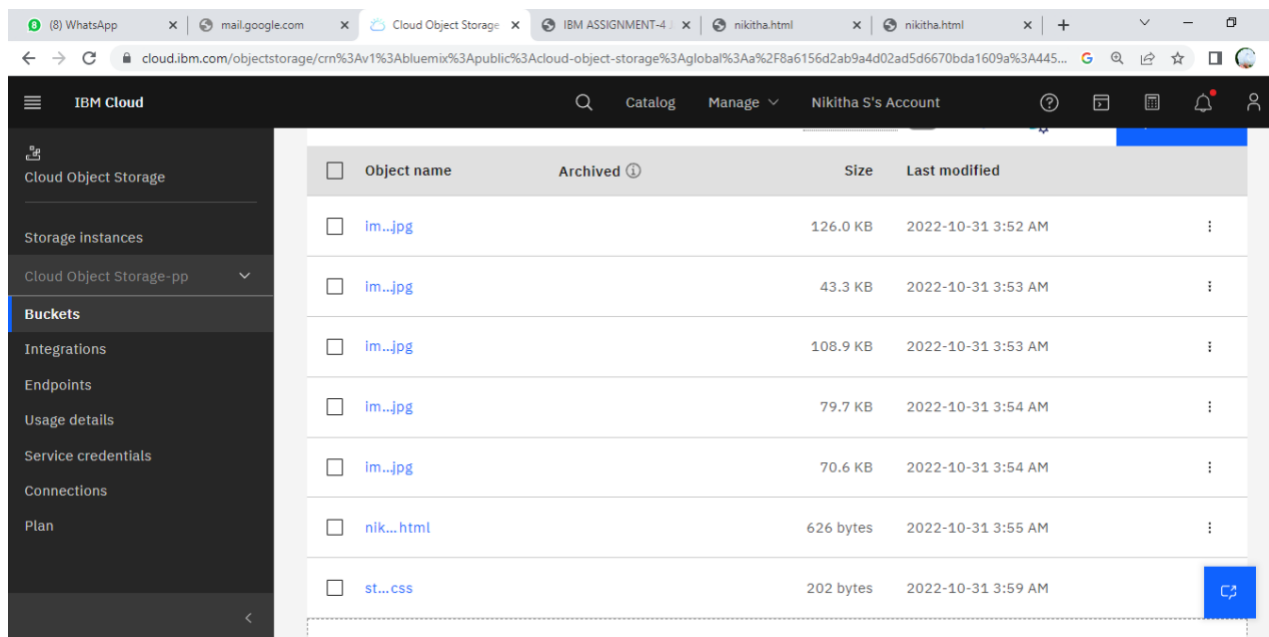 (8) WhatsApp
mail.google.com
Cloud Object Storage
IBM ASSIGNMENT-4
nikitha.html
nikitha.html
cloud.ibm.com/objectstorage/crn%3Av1%3Abluemix%3Apublic%3Acloud-object-storage%3Aglobal%3Aa%2F8a6156d2ab9a4d02ad5d6670bda1609a%3A445...
IBM Cloud
Catalog
Manage
Nikitha S's Account
Cloud Object Storage
Storage instances
Cloud Object Storage-pp
Buckets
Integrations
Endpoints
Usage details
Service credentials
Connections
Plan
Object name Archived Size Last modified
im...jpg 126.0 KB 2022-10-31 3:52 AM
im...jpg 43.3 KB 2022-10-31 3:53 AM
im...jpg 108.9 KB 2022-10-31 3:53 AM
im...jpg 79.7 KB 2022-10-31 3:54 AM
im...jpg 70.6 KB 2022-10-31 3:54 AM
nik...html 626 bytes 2022-10-31 3:55 AM
st...css 202 bytes 2022-10-31 3:59 AM